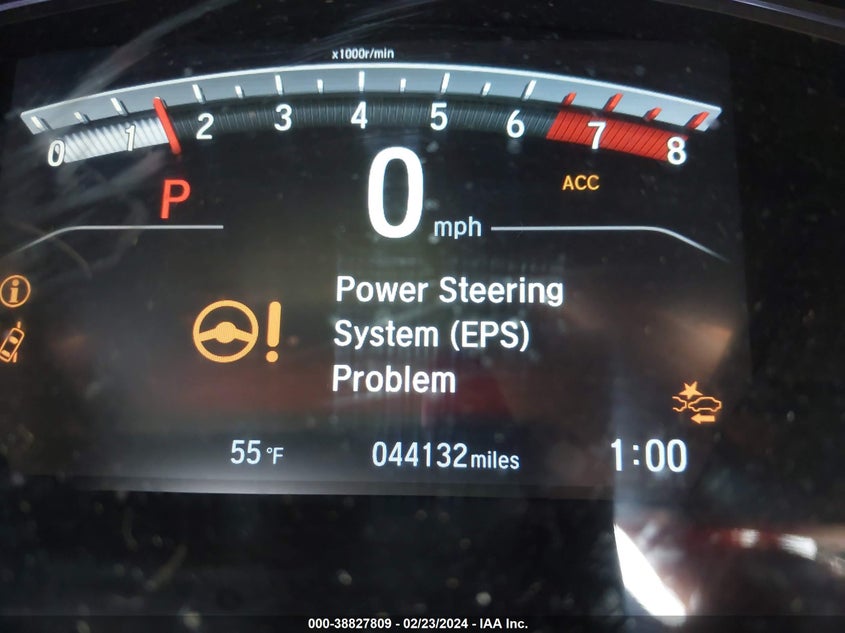 x1000r/min
0 1 2 3 4 5 6 7 8
P 0 mph ACC
Power Steering
System (EPS)
Problem
55 °F 044132 miles 1:00
000-38827809 - 02/23/2024 - IAA Inc.